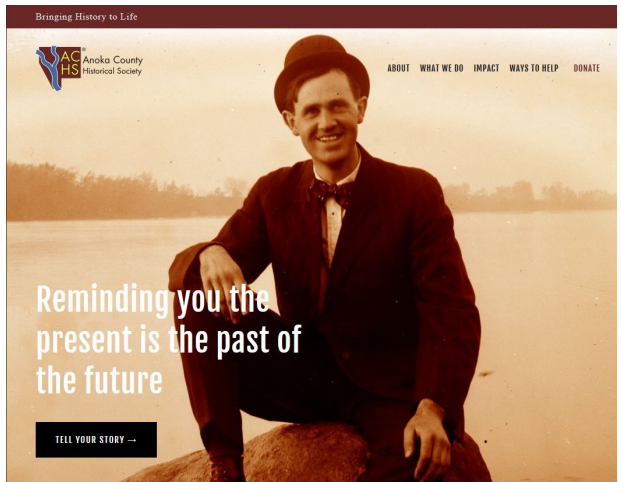 Bringing History to Life
AC
HS
®
Anoka County
Historical Society
ABOUT WHAT WE DO IMPACT WAYS TO HELP DONATE
Reminding you the
present is the past of
the future
TELL YOUR STORY →